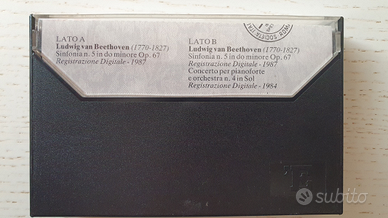 LATO A
Ludwig van Beethoven (1770-1827)
Sinfonia n. 5 in do minore Op. 67
Registrazione Digitale - 1987
LATO B
Ludwig van Beethoven (1770-1827)
Sinfonia n. 5 in do minore Op. 67
Registrazione Digitale - 1987
Concerto per pianoforte
e orchestra n. 4 in Sol
Registrazione Digitale - 1984
subito